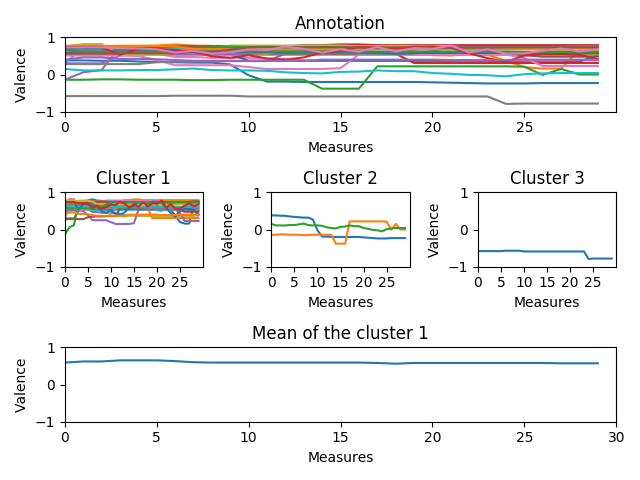 Annotation
Valence
1
0
-1
0 5 10 15 20 25
Measures
Cluster 1 Cluster 2 Cluster 3
Valence Valence Valence
1 1 1
0 0 0
-1 -1 -1
0 5 10 15 20 25 0 5 10 15 20 25 0 5 10 15 20 25
Measures Measures Measures
Mean of the cluster 1
Valence
1
0
-1
0 5 10 15 20 25 30
Measures